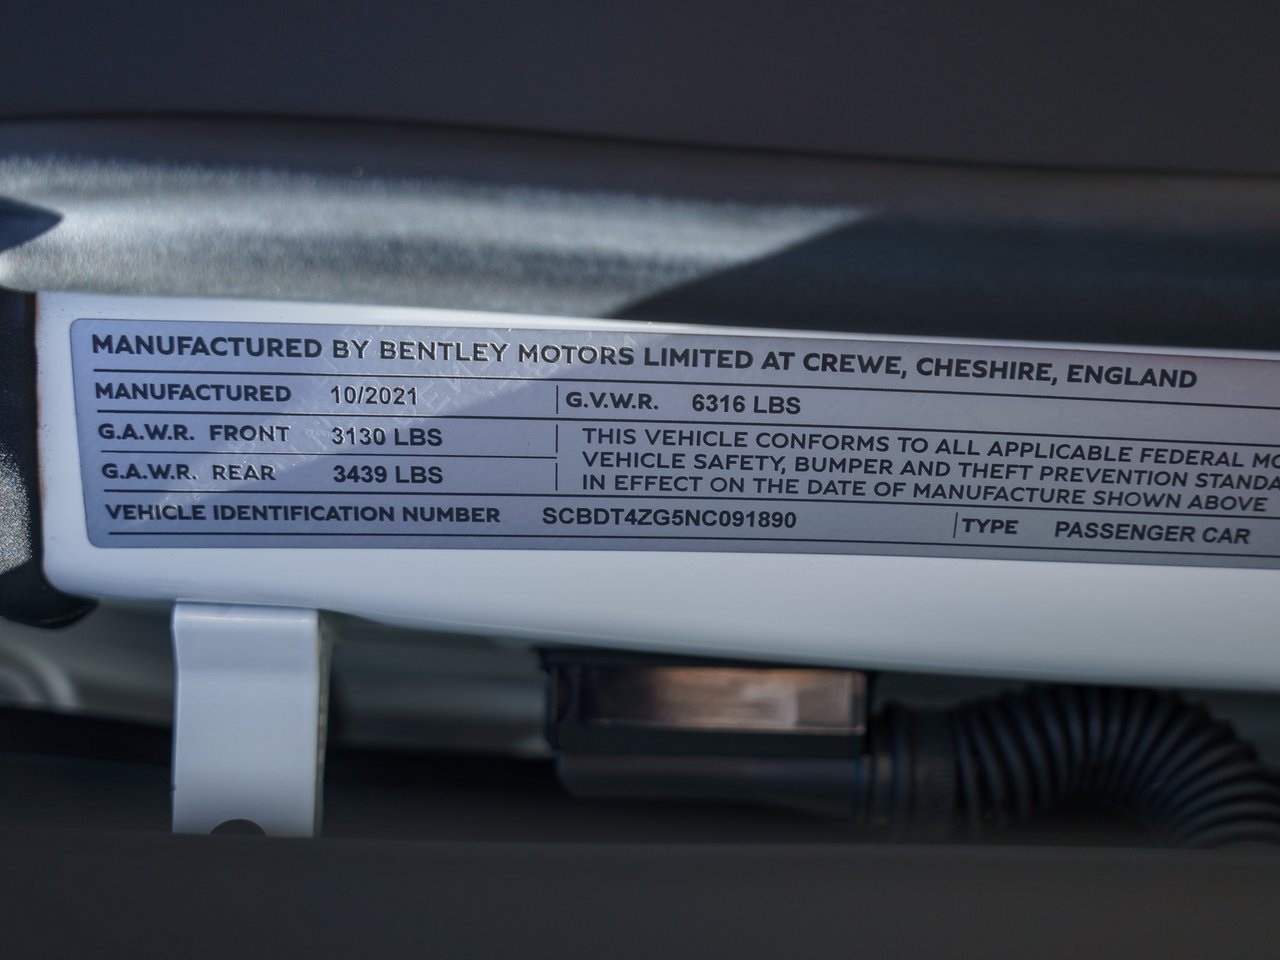 MANUFACTURED BY BENTLEY MOTORS LIMITED AT CREWE, CHESHIRE, ENGLAND
MANUFACTURED 10/2021 G.V.W.R. 6316 LBS
G.A.W.R. FRONT 3130 LBS
G.A.W.R. REAR 3439 LBS
THIS VEHICLE CONFORMS TO ALL APPLICABLE FEDERAL MO
VEHICLE SAFETY, BUMPER AND THEFT PREVENTION STANDA
IN EFFECT ON THE DATE OF MANUFACTURE SHOWN ABOVE
VEHICLE IDENTIFICATION NUMBER SCBDT4ZG5NC091890 TYPE PASSENGER CAR